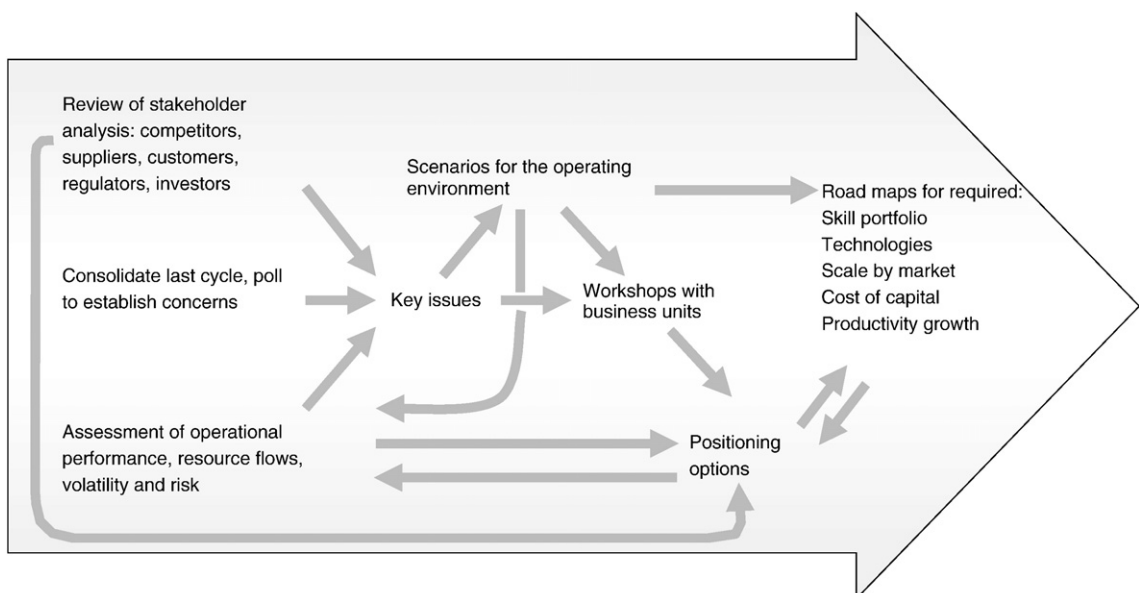 Review of stakeholder
analysis: competitors,
suppliers, customers,
regulators, investors
Scenarios for the operating
environment
Road maps for required:
Skill portfolio
Technologies
Scale by market
Cost of capital
Productivity growth
Consolidate last cycle, poll
to establish concerns
Key issues
Workshops with
business units
Assessment of operational
performance, resource flows,
volatility and risk
Positioning
options